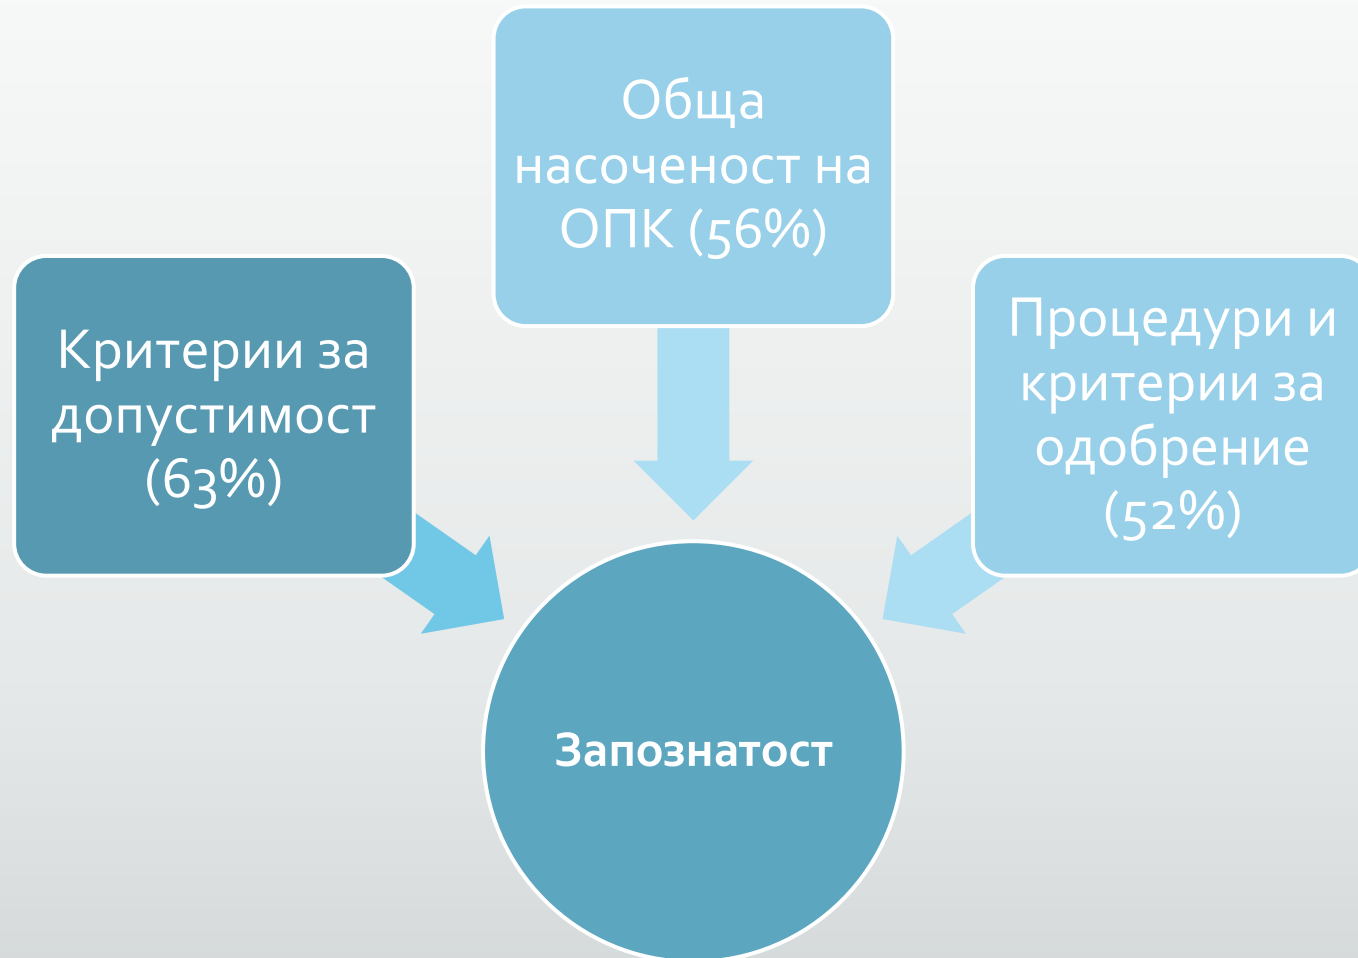 Обща
насоченост на
ОПК (56%)
Критерии за
допустимост
(63%)
Процедури и
критерии за
одобрение
(52%)
Запознатост